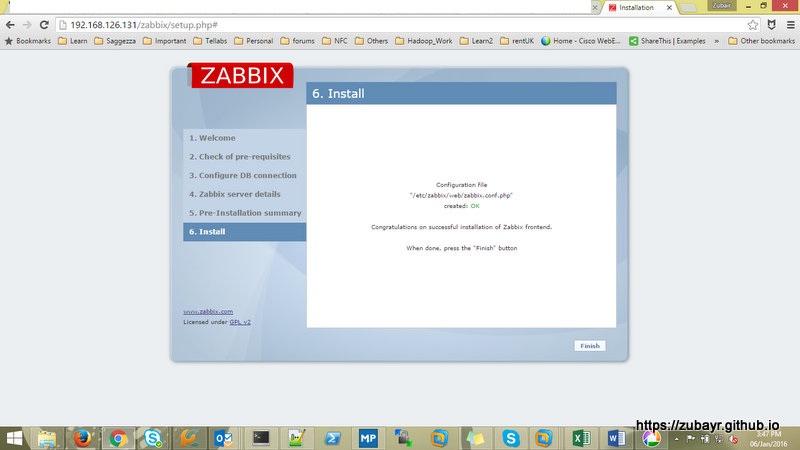 Installation
Zubair
192.168.126.131/zabbix/setup.php#
Bookmarks Learn Saggezza Important Tellabs Personal forums NFC Others Hadoop_Work Learn2 rentUK Home - Cisco WebE... ShareThis | Examples » Other bookmarks
ZABBIX
6. Install
1. Welcome
2. Check of pre-requisites
3. Configure DB connection
4. Zabbix server details
5. Pre-Installation summary
6. Install
Configuration file
"/etc/zabbix/web/zabbix.conf.php"
created: OK
Congratulations on successful installation of Zabbix frontend.
When done, press the "Finish" button
www.zabbix.com
Licensed under GPL v2
Finish
MP
https://zubayr.github.io
3:47 PM
06/Jan/2016